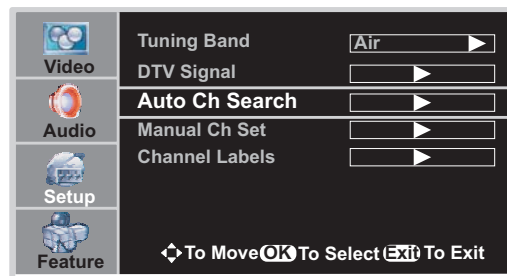 Video
Audio
Setup
Feature
Tuning Band Air
DTV Signal
Auto Ch Search
Manual Ch Set
Channel Labels
To Move OK To Select Exit To Exit